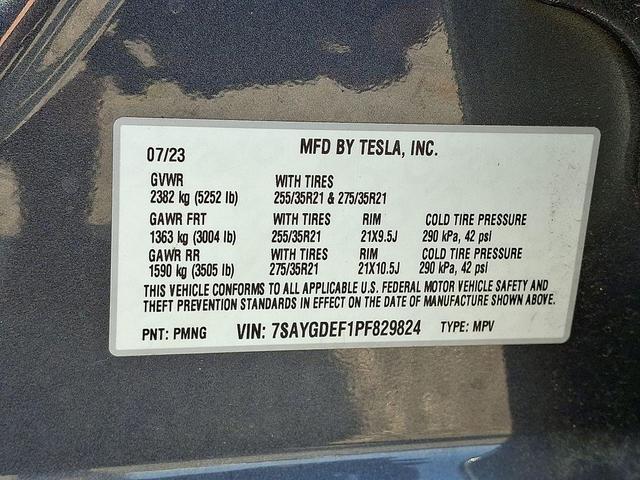 07/23 MFD BY TESLA, INC.
GVWR WITH TIRES
2382 kg (5252 lb) 255/35R21 & 275/35R21
GAWR FRT WITH TIRES RIM COLD TIRE PRESSURE
1363 kg (3004 lb) 255/35R21 21X9.5J 290 kPa, 42 psi
GAWR RR WITH TIRES RIM COLD TIRE PRESSURE
1590 kg (3505 lb) 275/35R21 21X10.5J 290 kPa, 42 psi
THIS VEHICLE CONFORMS TO ALL APPLICABLE U.S. FEDERAL MOTOR VEHICLE SAFETY AND
THEFT PREVENTION STANDARDS IN EFFECT ON THE DATE OF MANUFACTURE SHOWN ABOVE.
PNT: PMNG VIN: 7SAYGDEF1PF829824 TYPE: MPV